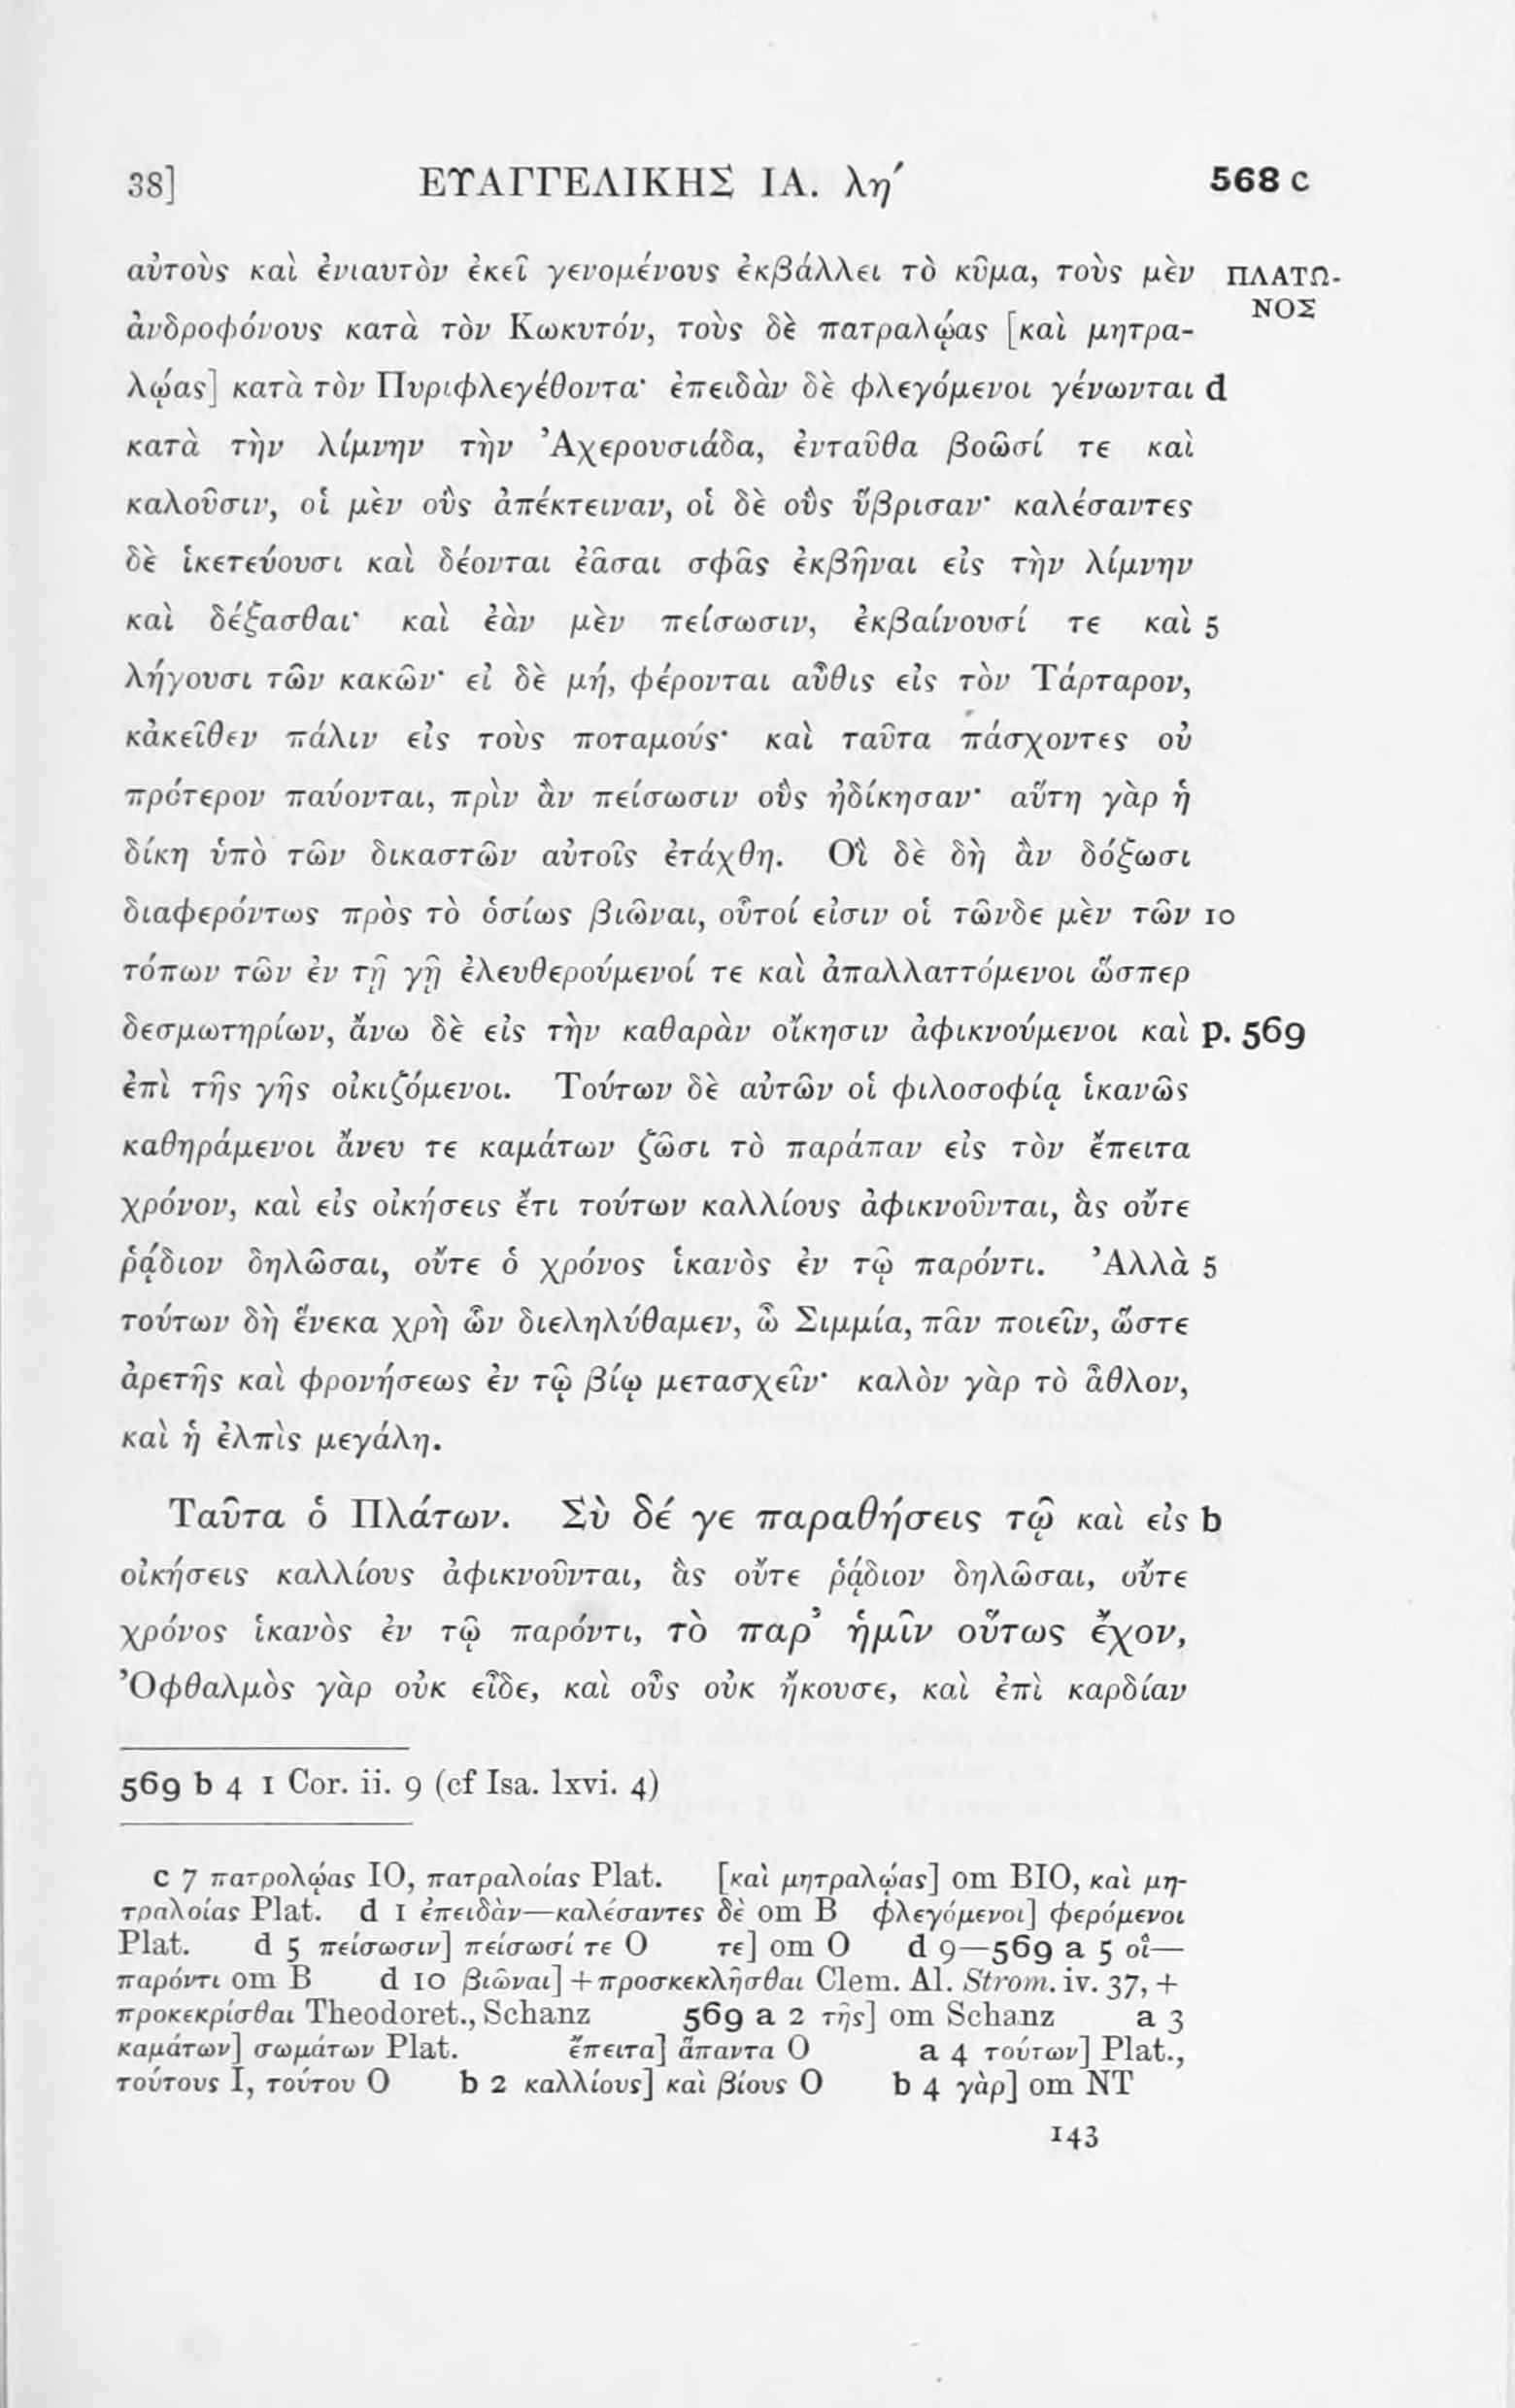 38] ΕΥΑΓΓΕΛΙΚΗΣ ΙΑ. λη′ 568 c
αὐτοὺς καὶ ἐνιαυτὸν ἐκεῖ γενομένους ἐκβάλλει τὸ κῦμα, τοὺς μὲν ΠΛΑΤΩ-
ΝΟΣ
ἀνδροφόνους κατὰ τὸν Κωκυτόν, τοὺς δὲ πατραλῴας [καὶ μητρα-
λῴας] κατὰ τὸν Πυριφλεγέθοντα· ἐπειδὰν δὲ φλεγόμενοι γένωνται d
κατὰ τὴν λίμνην τὴν Ἀχερουσιάδα, ἐνταῦθα βοῶσί τε καὶ
καλοῦσιν, οἱ μὲν οὓς ἀπέκτειναν, οἱ δὲ οὓς ὕβρισαν· καλέσαντες
δὲ ἱκετεύουσι καὶ δέονται ἐᾶσαι σφᾶς ἐκβῆναι εἰς τὴν λίμνην
καὶ δέξασθαι· καὶ ἐὰν μὲν πείσωσιν, ἐκβαίνουσί τε καὶ 5
λήγουσι τῶν κακῶν· εἰ δὲ μή, φέρονται αὖθις εἰς τὸν Τάρταρον,
κἀκεῖθεν πάλιν εἰς τοὺς ποταμούς· καὶ ταῦτα πάσχοντες οὐ
πρότερον παύονται, πρὶν ἂν πείσωσιν οὓς ἠδίκησαν· αὕτη γὰρ ἡ
δίκη ὑπὸ τῶν δικαστῶν αὐτοῖς ἐτάχθη. Οἳ δὲ δὴ ἂν δόξωσι
διαφερόντως πρὸς τὸ ὁσίως βιῶναι, οὗτοί εἰσιν οἱ τῶνδε μὲν τῶν 10
τόπων τῶν ἐν τῇ γῇ ἐλευθερούμενοί τε καὶ ἀπαλλαττόμενοι ὥσπερ
δεσμωτηρίων, ἄνω δὲ εἰς τὴν καθαρὰν οἴκησιν ἀφικνούμενοι καὶ p. 569
ἐπὶ τῆς γῆς οἰκιζόμενοι. Τούτων δὲ αὐτῶν οἱ φιλοσοφίᾳ ἱκανῶς
καθηράμενοι ἄνευ τε καμάτων ζῶσι τὸ παράπαν εἰς τὸν ἔπειτα
χρόνον, καὶ εἰς οἰκήσεις ἔτι τούτων καλλίους ἀφικνοῦνται, ἃς οὔτε
ῥᾴδιον δηλῶσαι, οὔτε ὁ χρόνος ἱκανὸς ἐν τῷ παρόντι. Ἀλλὰ 5
τούτων δὴ ἕνεκα χρὴ ὧν διεληλύθαμεν, ὦ Σιμμία, πᾶν ποιεῖν, ὥστε
ἀρετῆς καὶ φρονήσεως ἐν τῷ βίῳ μετασχεῖν· καλὸν γὰρ τὸ ἆθλον,
καὶ ἡ ἐλπὶς μεγάλη.
Ταῦτα ὁ Πλάτων. Σὺ δέ γε παραθήσεις τῷ καὶ εἰς b
οἰκήσεις καλλίους ἀφικνοῦνται, ἃς οὔτε ῥᾴδιον δηλῶσαι, οὔτε
χρόνος ἱκανὸς ἐν τῷ παρόντι, τὸ παρ’ ἡμῖν οὕτως ἔχον,
Ὀφθαλμὸς γὰρ οὐκ εἶδε, καὶ οὖς οὐκ ἤκουσε, καὶ ἐπὶ καρδίαν
569 b 4 1 Cor. ii. 9 (cf Isa. lxvi. 4)
c 7 πατρολῴας IO, πατραλοίας Plat. [καὶ μητραλῴας] om BIO, καὶ μη-
τραλοίας Plat. d 1 ἐπειδὰν—καλέσαντες δὲ om B φλεγόμενοι] φερόμενοι
Plat. d 5 πείσωσιν] πείσωσί τε O τε] om O d 9—569 a 5 οἳ—
παρόντι om B d 10 βιῶναι] + προσκεκλῆσθαι Clem. Al. Strom. iv. 37, +
προκεκρίσθαι Theodoret., Schanz 569 a 2 τῆς] om Schanz a 3
καμάτων] σωμάτων Plat. ἔπειτα] ἅπαντα O a 4 τούτων] Plat.,
τούτους I, τούτου O b 2 καλλίους] καὶ βίους O b 4 γὰρ] om NT
143